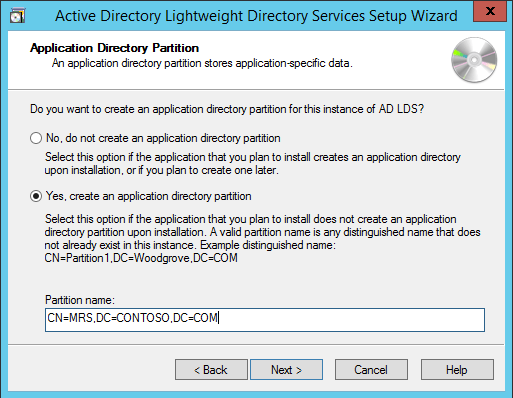 Active Directory Lightweight Directory Services Setup Wizard
x
Application Directory Partition
An application directory partition stores application-specific data.
Do you want to create an application directory partition for this instance of AD LDS?
No, do not create an application directory partition
Select this option if the application that you plan to install creates an application directory
upon installation, or if you plan to create one later.
Yes, create an application directory partition
Select this option if the application that you plan to install does not create an application
directory partition upon installation. A valid partition name is any distinguished name that does
not already exist in this instance. Example distinguished name:
CN=Partition1,DC=Woodgrove,DC=COM
Partition name:
CN=MRS,DC=CONTOSO,DC=COM
< Back
Next >
Cancel
Help